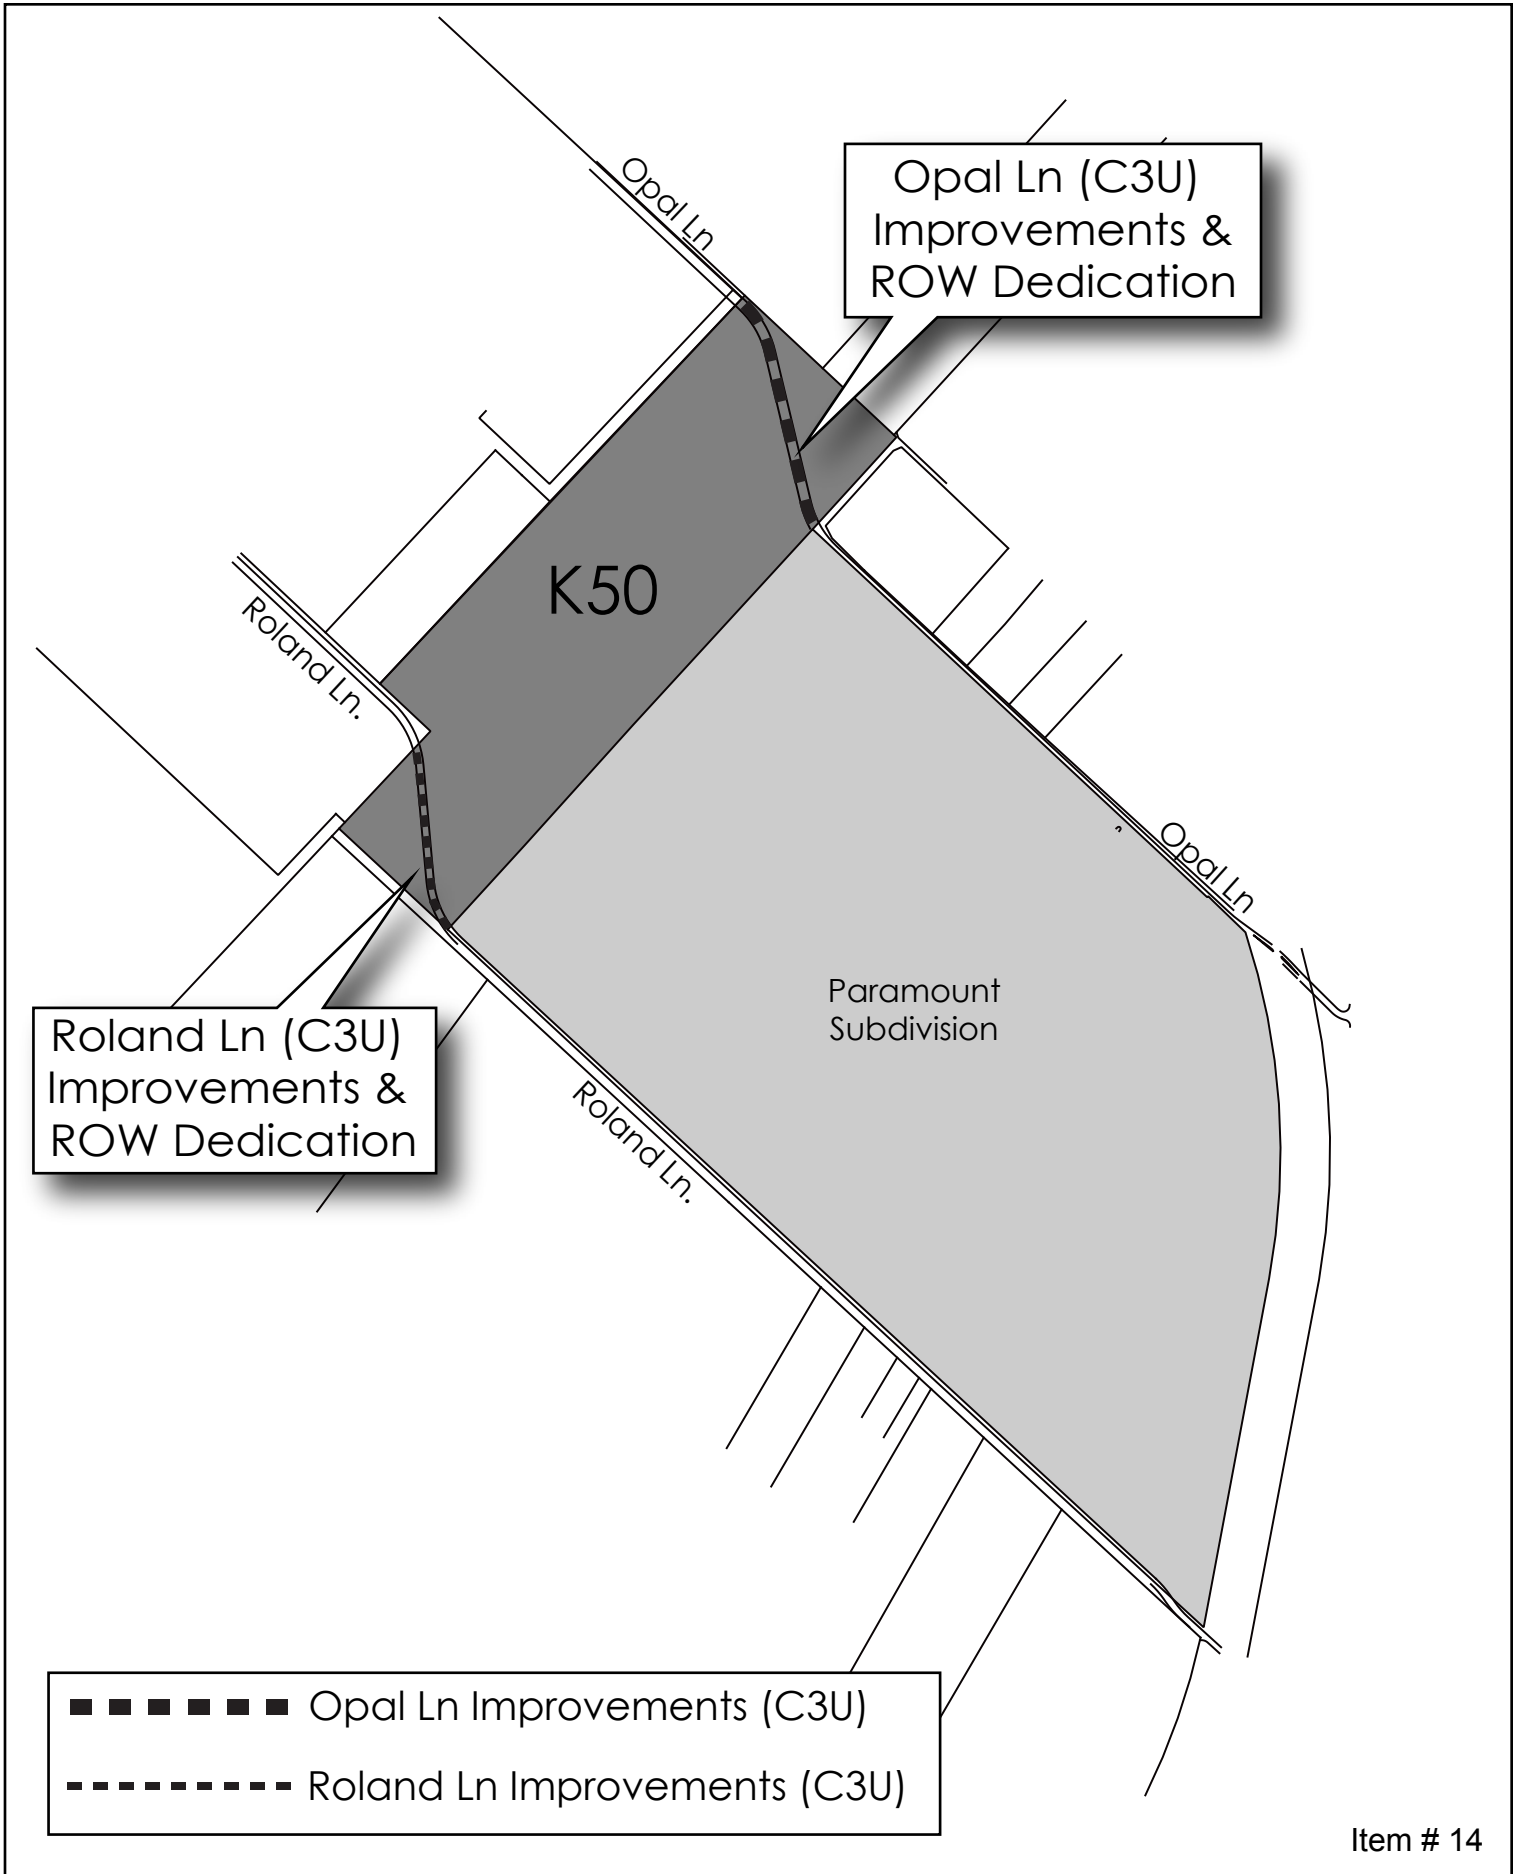 Opal Ln
Opal Ln (C3U)
Improvements &
ROW Dedication
K50
Roland Ln.
Opal Ln
Paramount
Subdivision
Roland Ln (C3U)
Improvements &
ROW Dedication
Roland Ln.
Opal Ln Improvements (C3U)
Roland Ln Improvements (C3U)
Item # 14